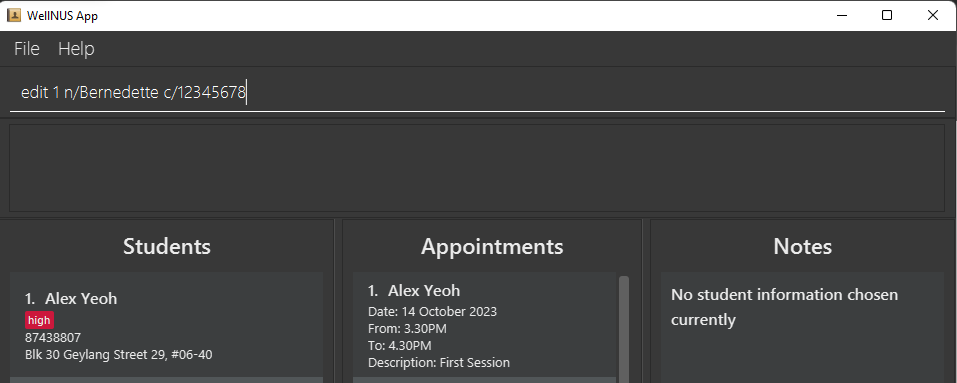 WellNUS App
File Help
edit 1 n/Bernedette c/12345678
Students
1. Alex Yeoh
high
87438807
Blk 30 Geylang Street 29, #06-40
Appointments
1. Alex Yeoh
Date: 14 October 2023
From: 3.30PM
To: 4.30PM
Description: First Session
Notes
No student information chosen
currently